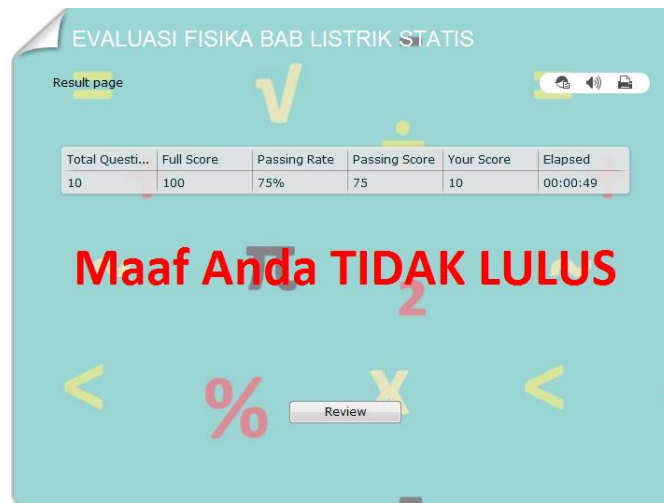 EVALUASI FISIKA BAB LISTRIK STATIS
Result page
Total Questi... Full Score Passing Rate Passing Score Your Score Elapsed
10 100 75% 75 10 00:00:49
Maaf Anda TIDAK LULUS
Review